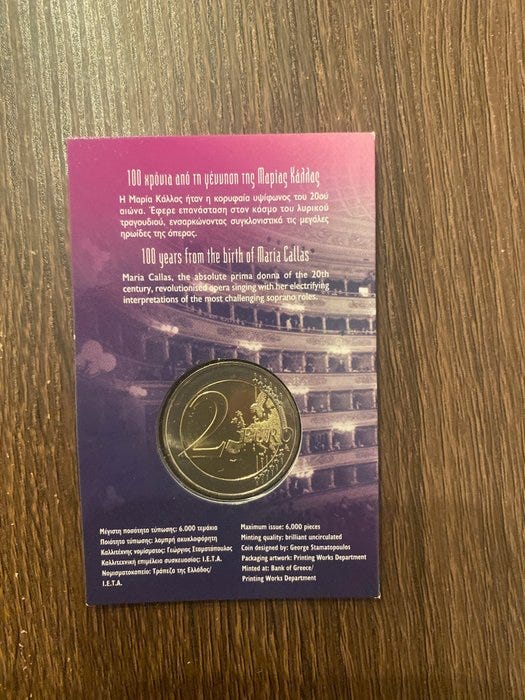 100 χρόνια από τη γέννηση της Μαρίας Κάλλας
Η Μαρία Κάλλας ήταν η κορυφαία υψίφωνος του 20ού
αιώνα. Έφερε επανάσταση στον κόσμο του λυρικού
τραγουδιού, ενσαρκώνοντας συγκλονιστικά τις μεγάλες
ηρωίδες της όπερας.
100 years from the birth of Maria Callas
Maria Callas, the absolute prima donna of the 20th
century, revolutionised opera singing with her electrifying
interpretations of the most challenging soprano roles.
2 EURO
Μέγιστη ποσότητα τύπωσης: 6.000 τεμάχια
Ποιότητα τύπωσης: λαμπρή ακυκλοφόρητη
Καλλιτέχνης νομίσματος: Γεώργιος Σταματόπουλος
Καλλιτεχνική επιμέλεια συσκευασίας: Ι.Ε.Τ.Α.
Νομισματοκοπείο: Τράπεζα της Ελλάδος/
Ι.Ε.Τ.Α.
Maximum issue: 6,000 pieces
Minting quality: brilliant uncirculated
Coin designed by: George Stamatopoulos
Packaging artwork: Printing Works Department
Minted at: Bank of Greece/
Printing Works Department